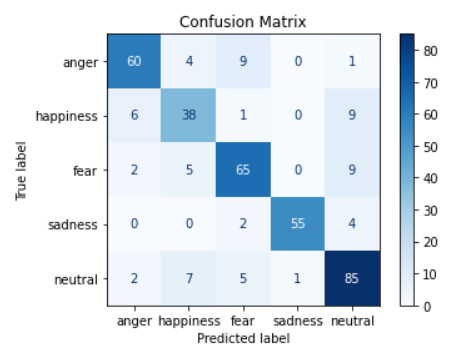 Confusion Matrix
True label
anger 60 4 9 0 1
happiness 6 38 1 0 9
fear 2 5 65 0 9
sadness 0 0 2 55 4
neutral 2 7 5 1 85
anger happiness fear sadness neutral
Predicted label
80
70
60
50
40
30
20
10
0